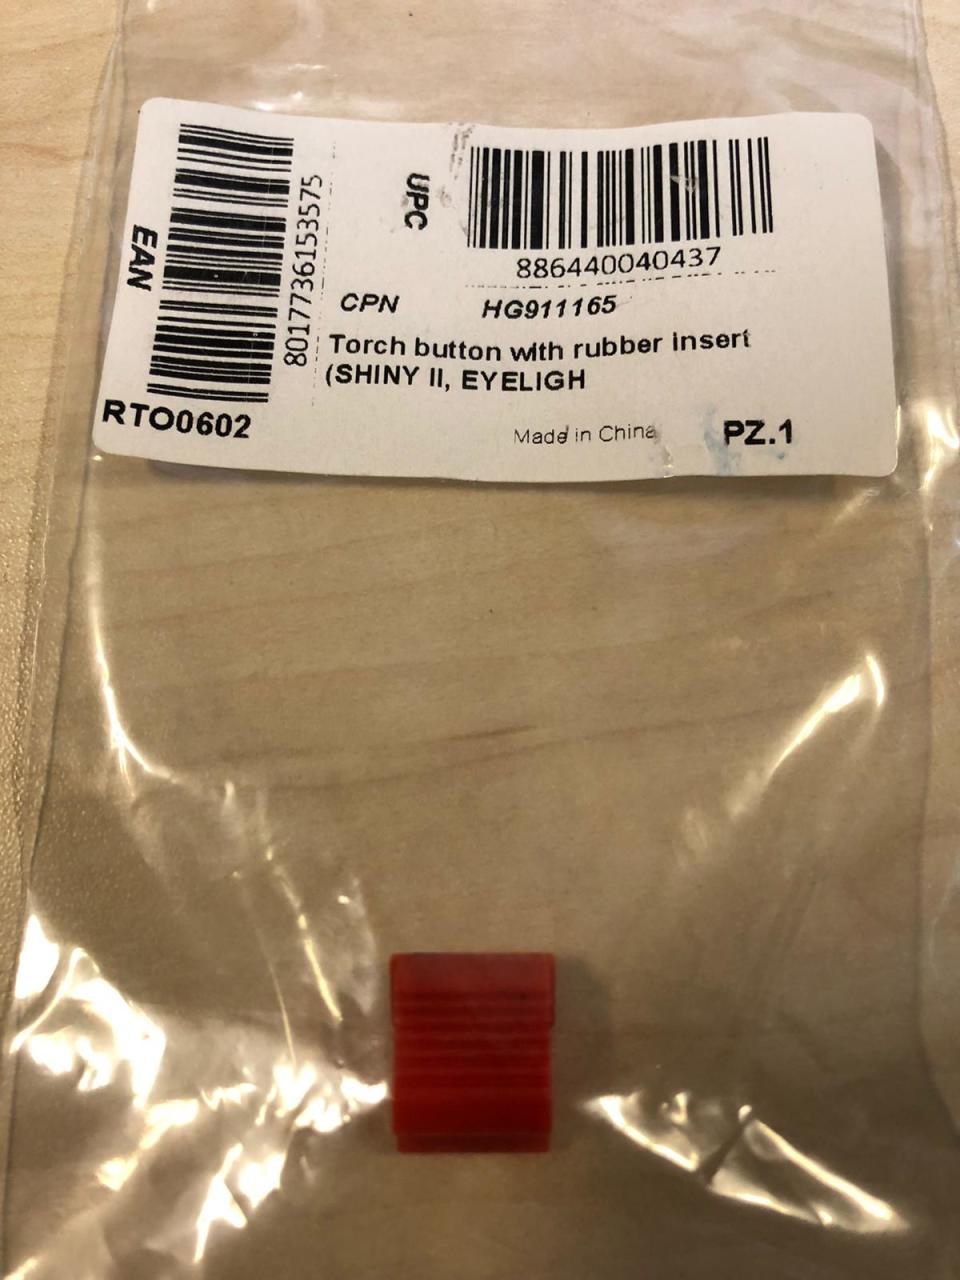 EAN
8017736153575
RTO0602
UPC
886440040437
CPN HG911165
Torch button with rubber insert
(SHINY II, EYELIGH
Made in China PZ.1